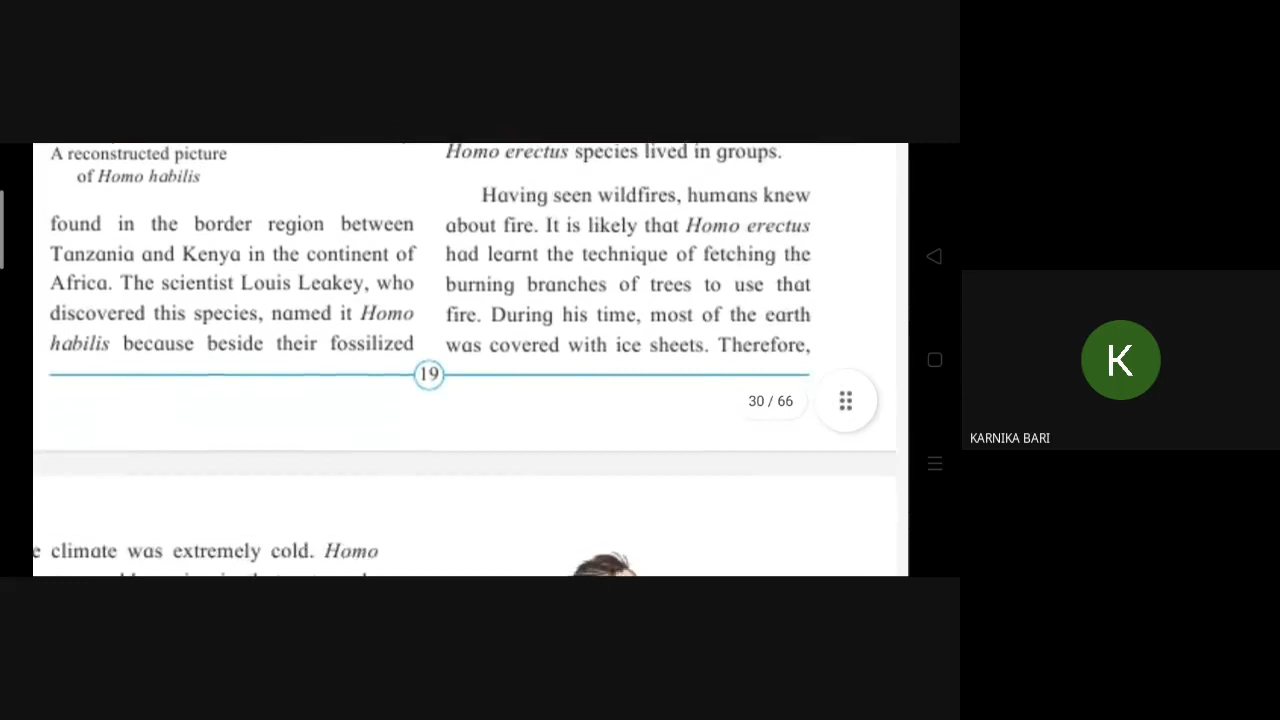 A reconstructed picture
of Homo habilis
found in the border region between
Tanzania and Kenya in the continent of
Africa. The scientist Louis Leakey, who
discovered this species, named it Homo
habilis because beside their fossilized
Homo erectus species lived in groups.
Having seen wildfires, humans knew
about fire. It is likely that Homo erectus
had learnt the technique of fetching the
burning branches of trees to use that
fire. During his time, most of the earth
was covered with ice sheets. Therefore,
19
30 / 66
e climate was extremely cold. Homo
K
KARNIKA BARI